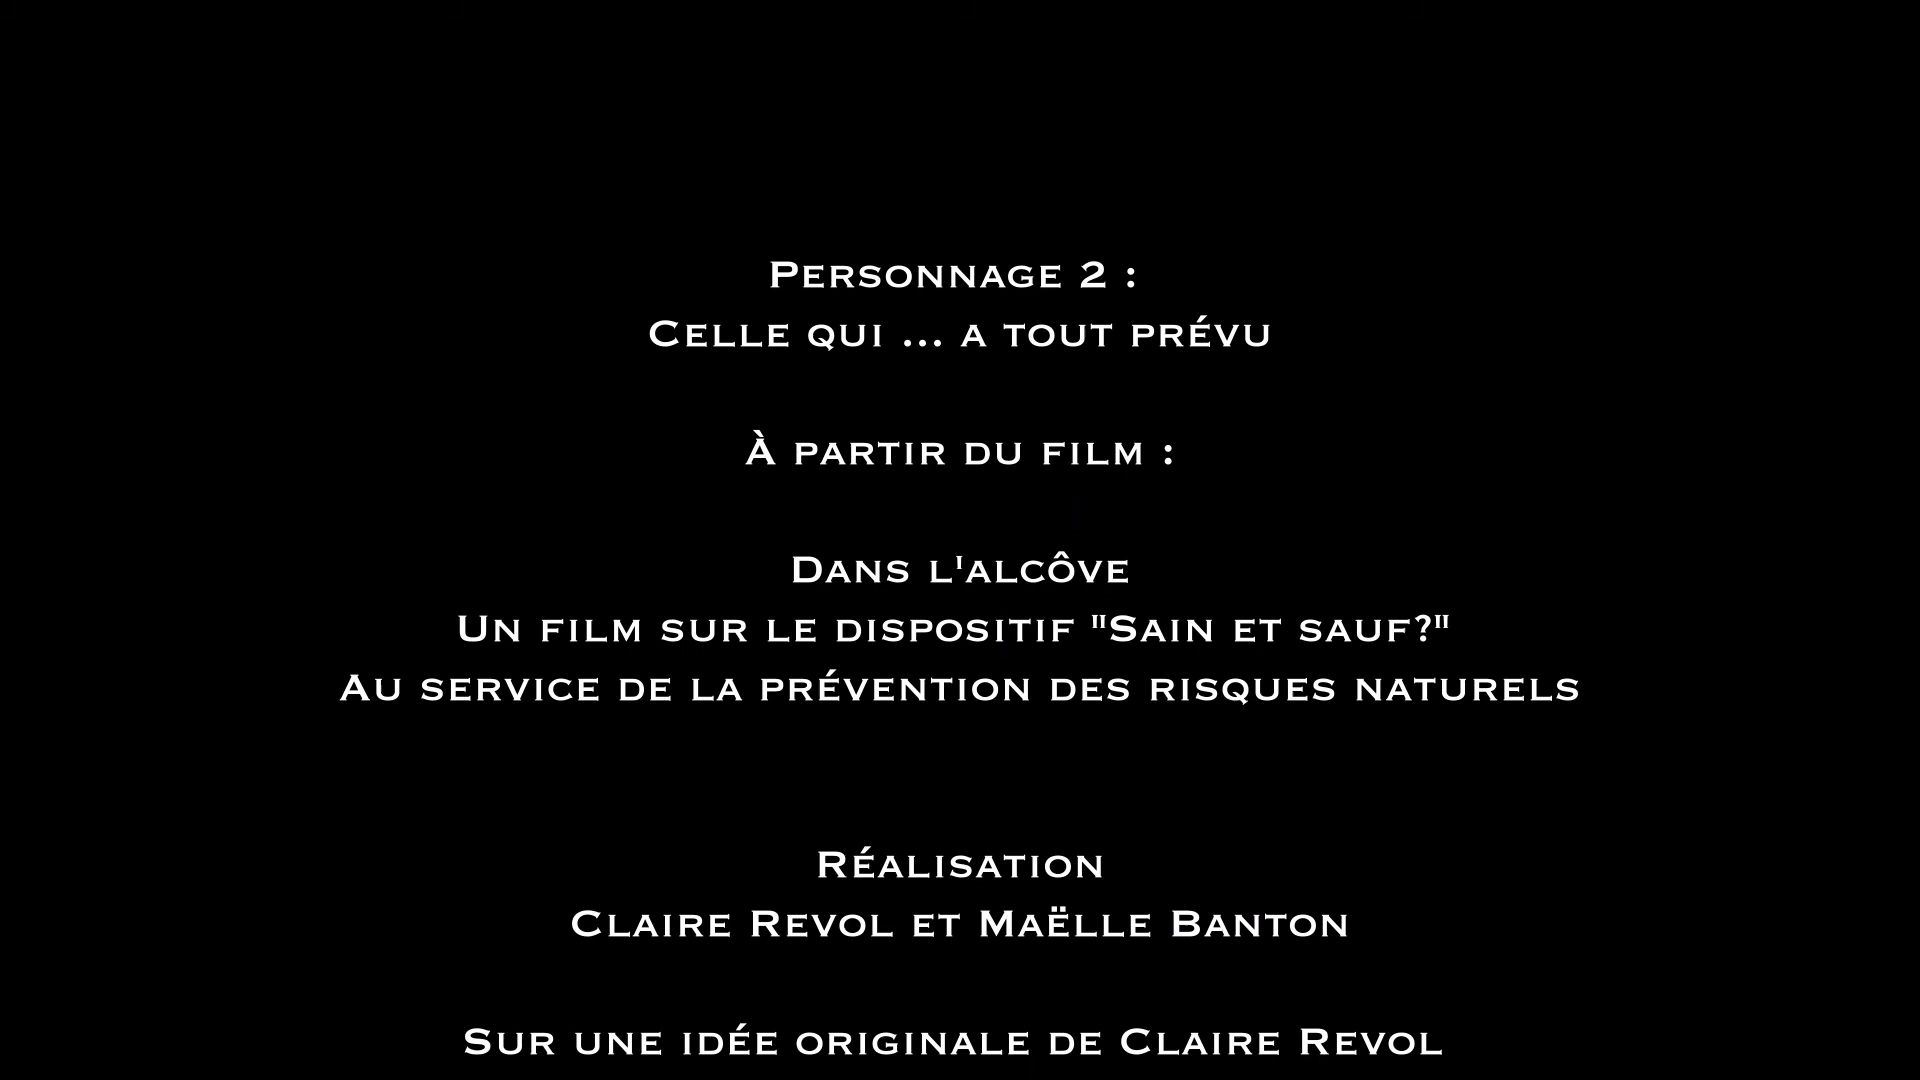 Personnage 2 :
Celle qui ... a tout prévu
À partir du film :
Dans l'alcôve
Un film sur le dispositif "Sain et sauf?"
Au service de la prévention des risques naturels
Réalisation
Claire Revol et Maëlle Banton
Sur une idée originale de Claire Revol